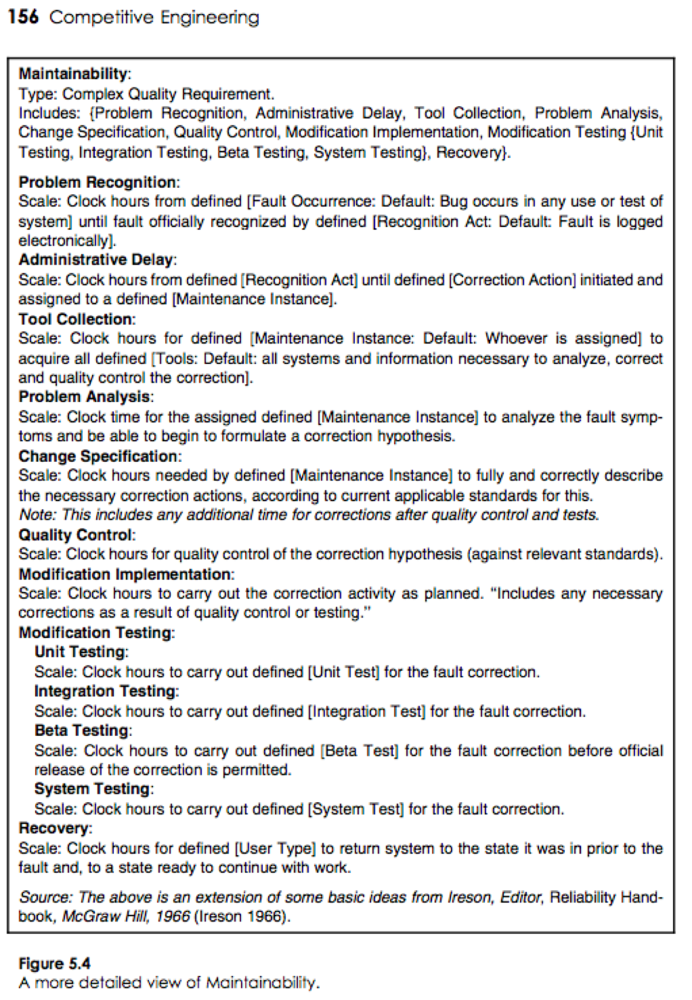 156 Competitive Engineering
Maintainability:
Type: Complex Quality Requirement.
Includes: {Problem Recognition, Administrative Delay, Tool Collection, Problem Analysis,
Change Specification, Quality Control, Modification Implementation, Modification Testing {Unit
Testing, Integration Testing, Beta Testing, System Testing}, Recovery}.
Problem Recognition:
Scale: Clock hours from defined [Fault Occurrence: Default: Bug occurs in any use or test of
system] until fault officially recognized by defined [Recognition Act: Default: Fault is logged
electronically].
Administrative Delay:
Scale: Clock hours from defined [Recognition Act] until defined [Correction Action] initiated and
assigned to a defined [Maintenance Instance].
Tool Collection:
Scale: Clock hours for defined [Maintenance Instance: Default: Whoever is assigned] to
acquire all defined [Tools: Default: all systems and information necessary to analyze, correct
and quality control the correction].
Problem Analysis:
Scale: Clock time for the assigned defined [Maintenance Instance] to analyze the fault symp-
toms and be able to begin to formulate a correction hypothesis.
Change Specification:
Scale: Clock hours needed by defined [Maintenance Instance] to fully and correctly describe
the necessary correction actions, according to current applicable standards for this.
Note: This includes any additional time for corrections after quality control and tests.
Quality Control:
Scale: Clock hours for quality control of the correction hypothesis (against relevant standards).
Modification Implementation:
Scale: Clock hours to carry out the correction activity as planned. “Includes any necessary
corrections as a result of quality control or testing.”
Modification Testing:
Unit Testing:
Scale: Clock hours to carry out defined [Unit Test] for the fault correction.
Integration Testing:
Scale: Clock hours to carry out defined [Integration Test] for the fault correction.
Beta Testing:
Scale: Clock hours to carry out defined [Beta Test] for the fault correction before official
release of the correction is permitted.
System Testing:
Scale: Clock hours to carry out defined [System Test] for the fault correction.
Recovery:
Scale: Clock hours for defined [User Type] to return system to the state it was in prior to the
fault and, to a state ready to continue with work.
Source: The above is an extension of some basic ideas from Ireson, Editor, Reliability Hand-
book, McGraw Hill, 1966 (Ireson 1966).
Figure 5.4
A more detailed view of Maintainability.